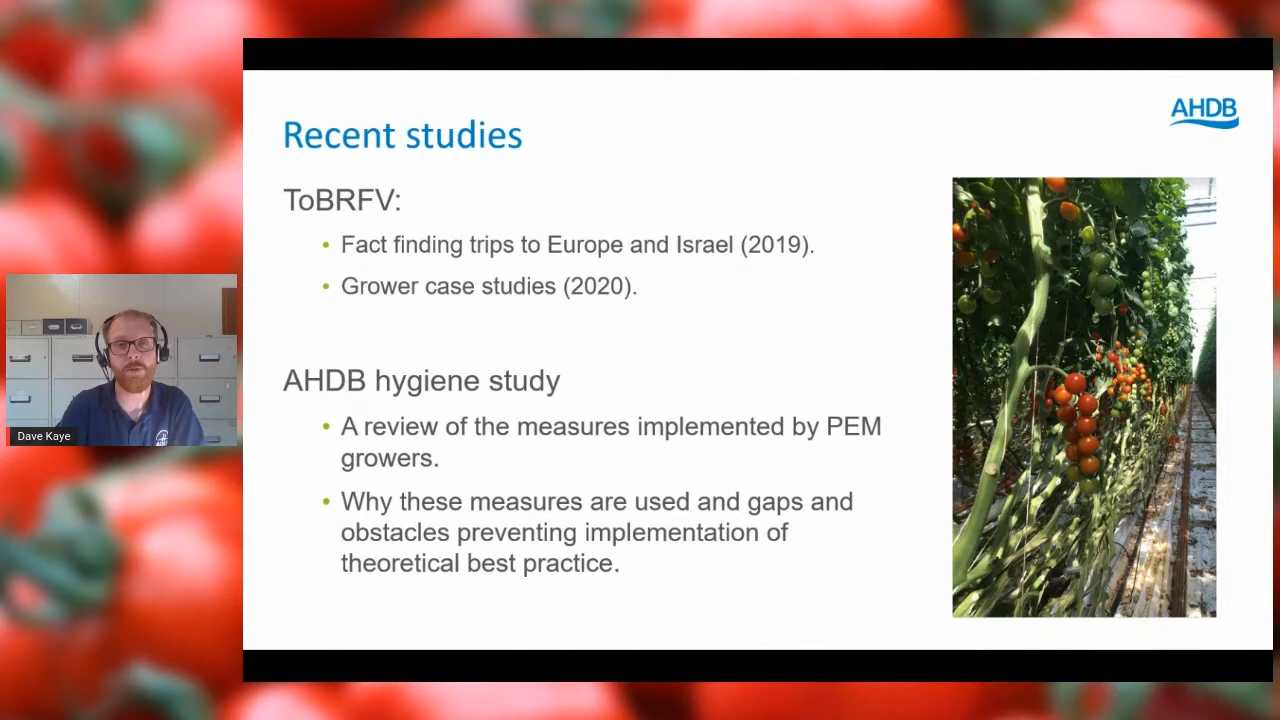 AHDB
Recent studies
ToBRFV:
• Fact finding trips to Europe and Israel (2019).
• Grower case studies (2020).
AHDB hygiene study
• A review of the measures implemented by PEM
growers.
• Why these measures are used and gaps and
obstacles preventing implementation of
theoretical best practice.
Dave Kaye